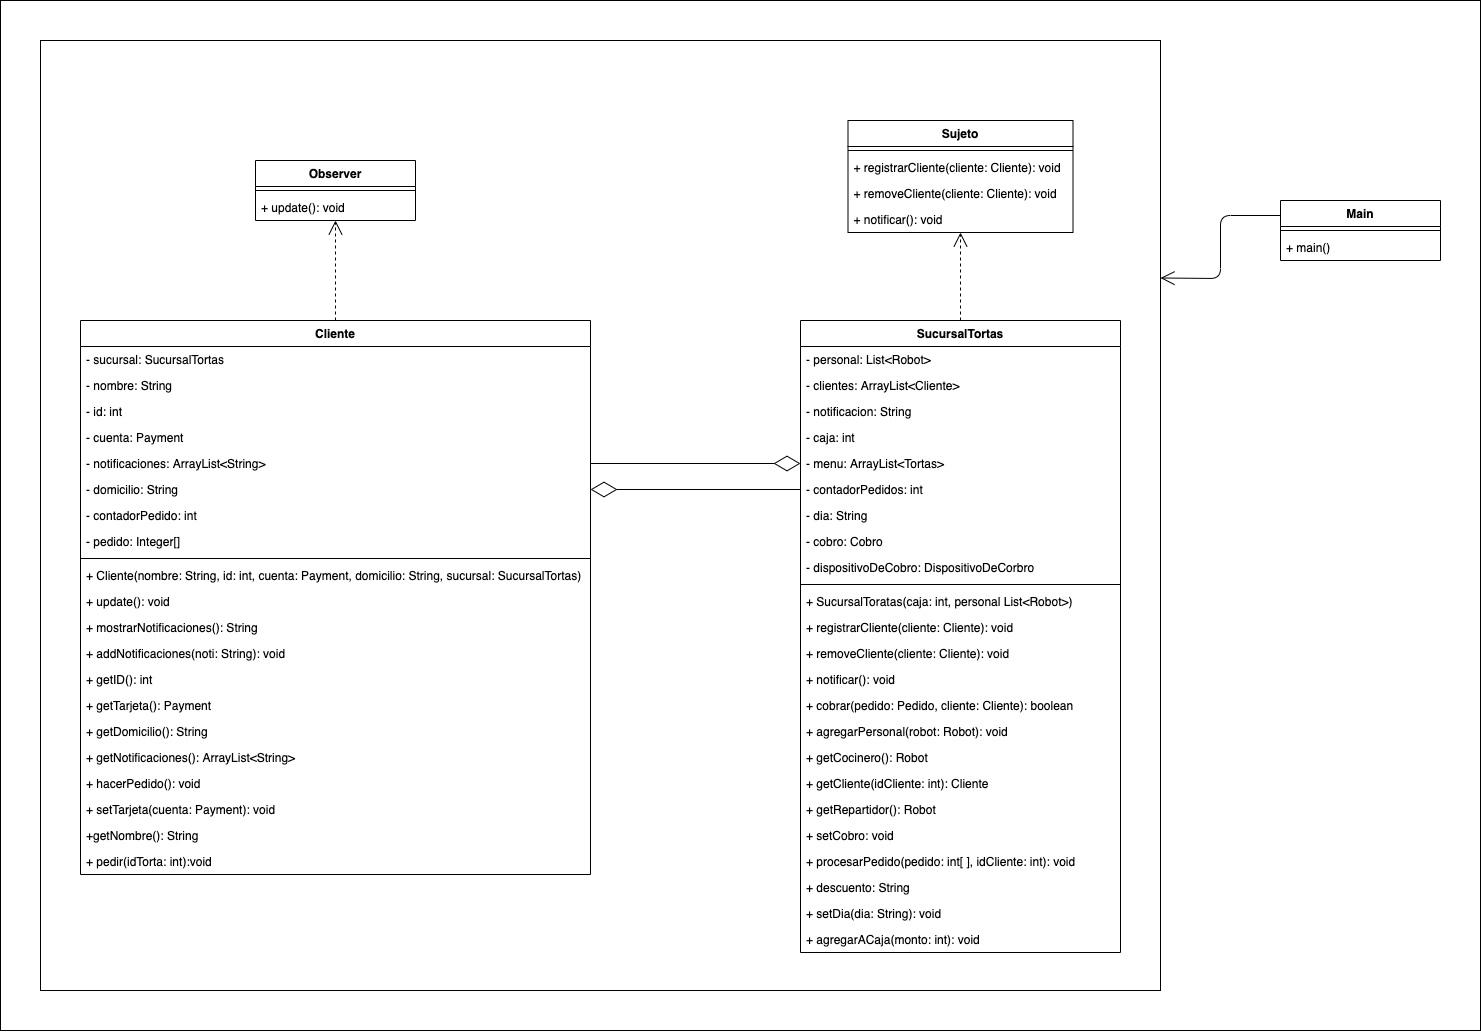 Observer
+ update(): void
Sujeto
+ registrarCliente(cliente: Cliente): void
+ removeCliente(cliente: Cliente): void
+ notificar(): void
Main
+ main()
Cliente
- sucursal: SucursalTortas
- nombre: String
- id: int
- cuenta: Payment
- notificaciones: ArrayList<String>
- domicilio: String
- contadorPedido: int
- pedido: Integer[]
+ Cliente(nombre: String, id: int, cuenta: Payment, domicilio: String, sucursal: SucursalTortas)
+ update(): void
+ mostrarNotificaciones(): String
+ addNotificaciones(noti: String): void
+ getID(): int
+ getTarjeta(): Payment
+ getDomicilio(): String
+ getNotificaciones(): ArrayList<String>
+ hacerPedido(): void
+ setTarjeta(cuenta: Payment): void
+getNombre(): String
+ pedir(idTorta: int):void
SucursalTortas
- personal: List<Robot>
- clientes: ArrayList<Cliente>
- notificacion: String
- caja: int
- menu: ArrayList<Tortas>
- contadorPedidos: int
- dia: String
- cobro: Cobro
- dispositivoDeCobro: DispositivoDeCorbro
+ SucursalToratas(caja: int, personal List<Robot>)
+ registrarCliente(cliente: Cliente): void
+ removeCliente(cliente: Cliente): void
+ notificar(): void
+ cobrar(pedido: Pedido, cliente: Cliente): boolean
+ agregarPersonal(robot: Robot): void
+ getCocinero(): Robot
+ getCliente(idCliente: int): Cliente
+ getRepartidor(): Robot
+ setCobro: void
+ procesarPedido(pedido: int[ ], idCliente: int): void
+ descuento: String
+ setDia(dia: String): void
+ agregarACaja(monto: int): void